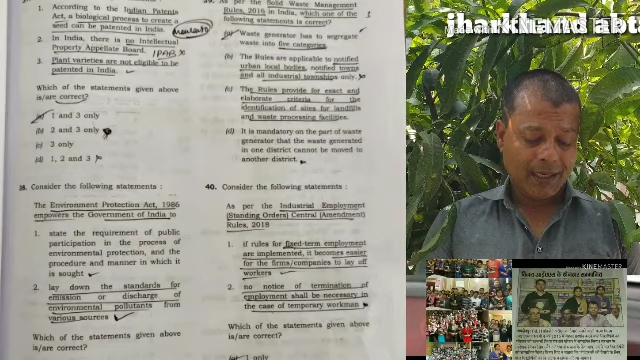 1. According to the Indian Patents
Act, a biological process to create a
seed can be patented in India.
2. In India, there is no Intellectual
Property Appellate Board. IPAB
3. Plant varieties are not eligible to be
patented in India.
Which of the statements given above
is/are correct?
(a) 1 and 3 only
(b) 2 and 3 only
(c) 3 only
(d) 1, 2 and 3
38. Consider the following statements :
The Environment Protection Act, 1986
empowers the Government of India to
1. state the requirement of public
participation in the process of
environmental protection, and the
procedure and manner in which it
is sought
2. lay down the standards for
emission or discharge of
environmental pollutants from
various sources
Which of the statements given above
is/are correct?
39. As per the Solid Waste Management
Rules, 2016 in India, which one of the
following statements is correct?
(a) Waste generator has to segregate
waste into five categories.
(b) The Rules are applicable to notified
urban local bodies, notified towns
and all industrial townships only.
(c) The Rules provide for exact and
elaborate criteria for the
identification of sites for landfills
and waste processing facilities.
(d) It is mandatory on the part of waste
generator that the waste generated
in one district cannot be moved to
another district.
40. Consider the following statements :
As per the Industrial Employment
(Standing Orders) Central (Amendment)
Rules, 2018
1. if rules for fixed-term employment
are implemented, it becomes easier
for the firms/companies to lay off
workers
2. no notice of termination of
employment shall be necessary in
the case of temporary workman
Which of the statements given above
is/are correct?
1 only
jharkhand abta
KINEMASTER